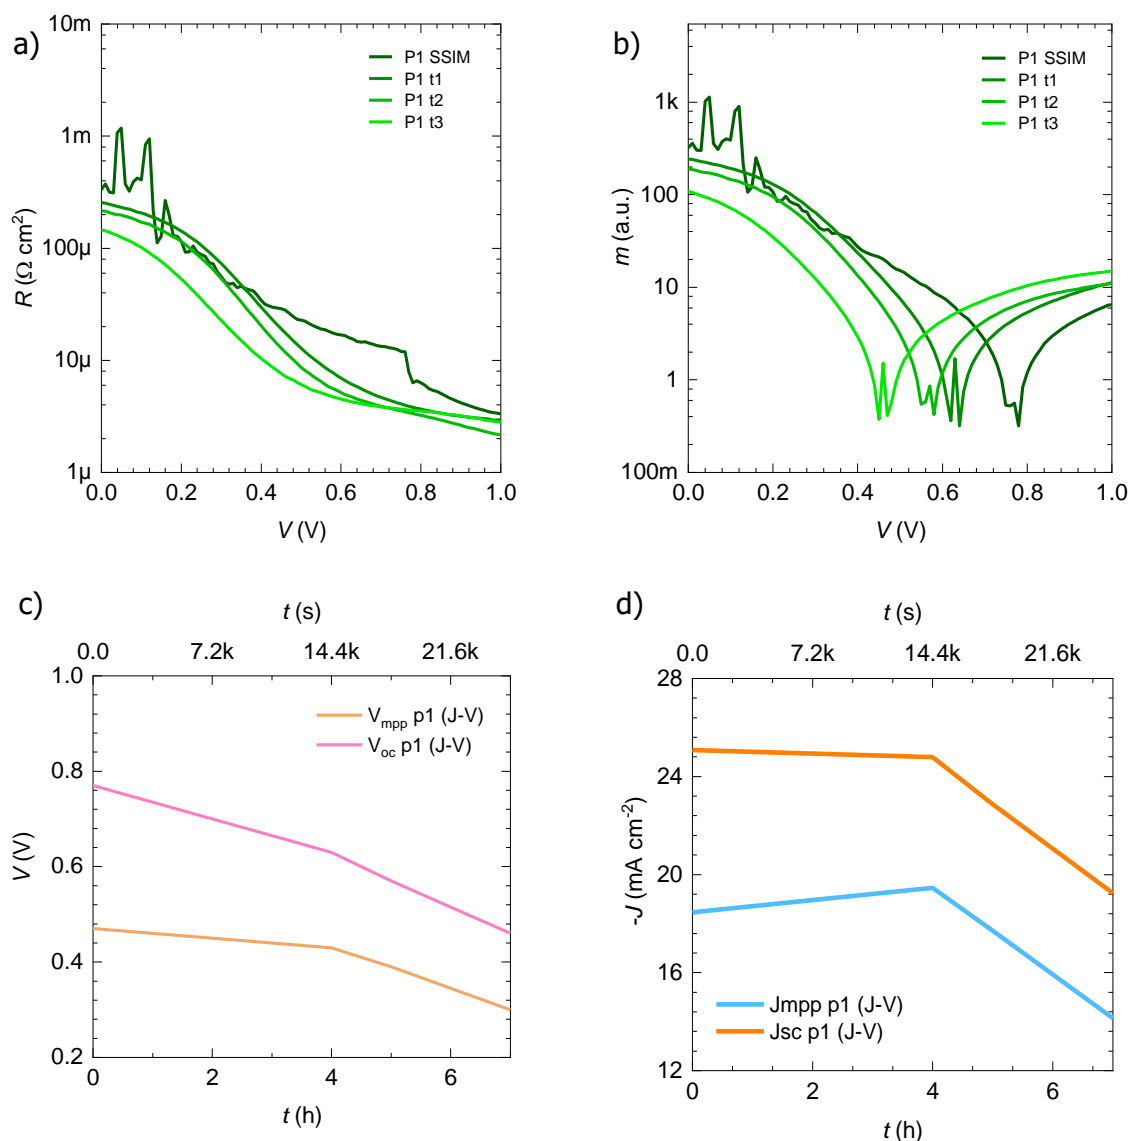 a)
10m
1m
100µ
10µ
1µ
R (Ω cm²)
P1 SSIM
P1 t1
P1 t2
P1 t3
0.0 0.2 0.4 0.6 0.8 1.0
V (V)
b)
1k
100
10
1
100m
m (a.u.)
P1 SSIM
P1 t1
P1 t2
P1 t3
0.0 0.2 0.4 0.6 0.8 1.0
V (V)
c)
t (s)
0.0 7.2k 14.4k 21.6k
1.0
0.8
0.6
0.4
0.2
V (V)
Vmpp p1 (J-V)
Voc p1 (J-V)
0 2 4 6
t (h)
d)
t (s)
0.0 7.2k 14.4k 21.6k
28
24
20
16
12
-J (mA cm⁻²)
Jmpp p1 (J-V)
Jsc p1 (J-V)
0 2 4 6
t (h)